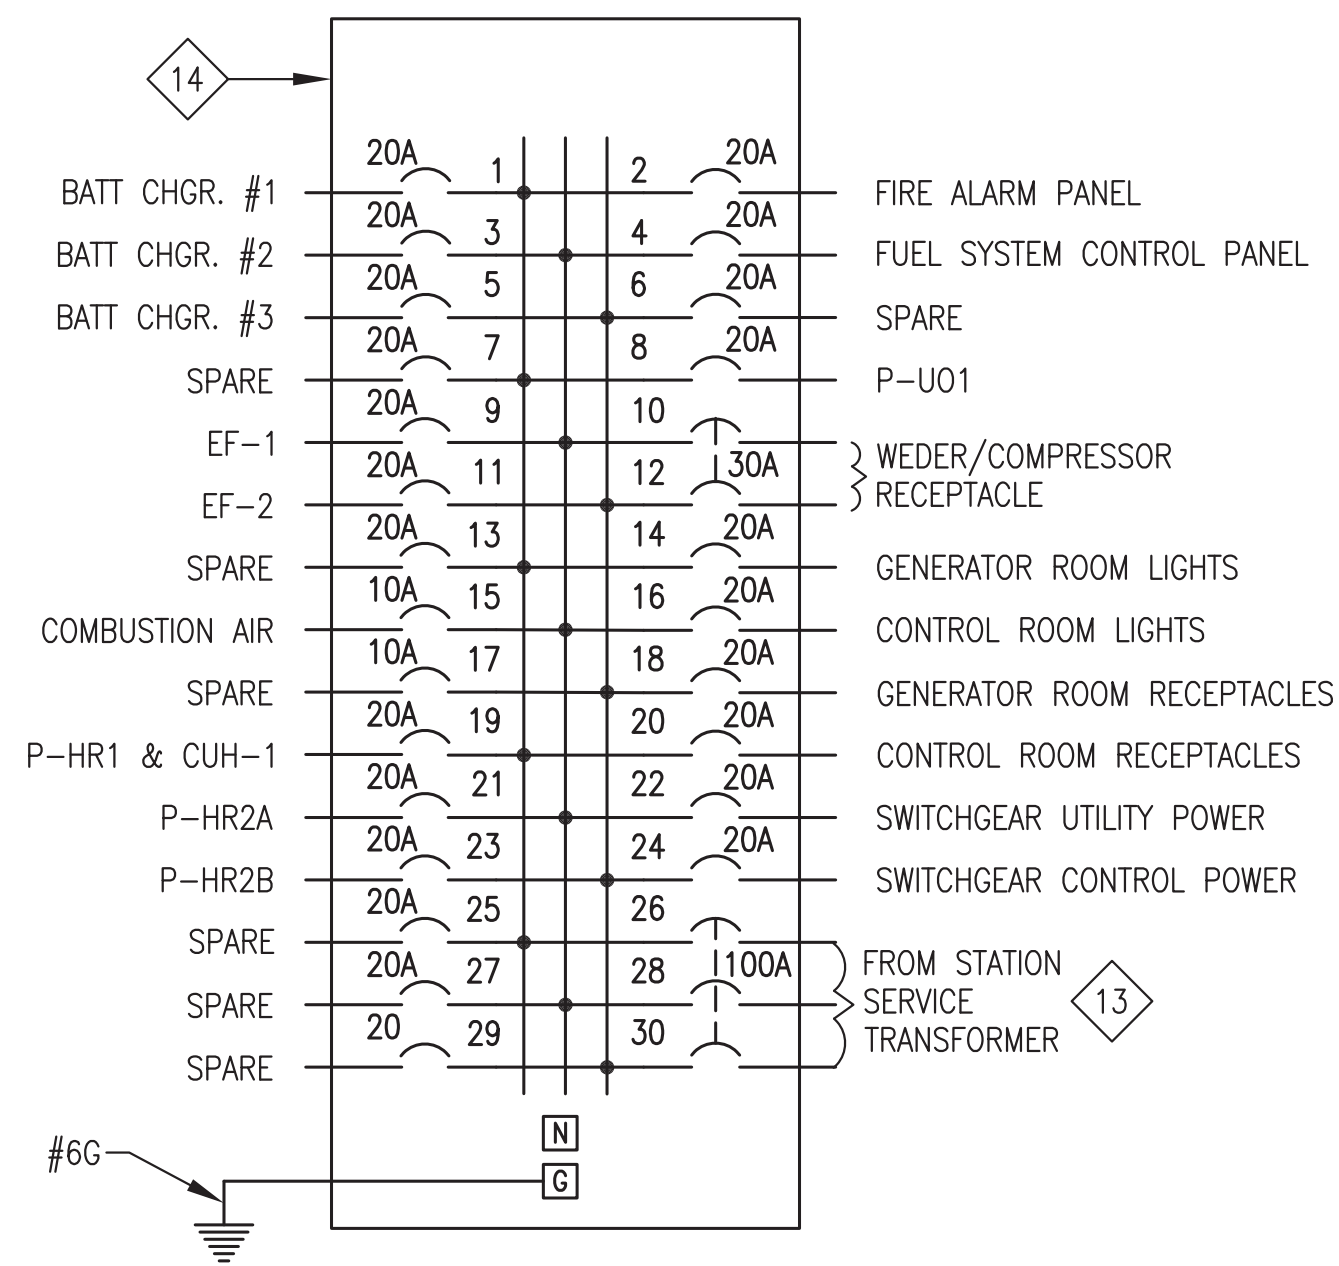 14
20A 1 2 20A
BATT CHGR. #1 FIRE ALARM PANEL
20A 3 4 20A
BATT CHGR. #2 FUEL SYSTEM CONTROL PANEL
20A 5 6 20A
BATT CHGR. #3 SPARE
20A 7 8 20A
SPARE P-U01
20A 9 10
EF-1
WEDER/COMPRESSOR
20A 11 12 30A
RECEPTACLE
EF-2
20A 13 14 20A
SPARE GENERATOR ROOM LIGHTS
10A 15 16 20A
COMBUSTION AIR CONTROL ROOM LIGHTS
10A 17 18 20A
SPARE GENERATOR ROOM RECEPTACLES
20A 19 20 20A
P-HR1 & CUH-1 CONTROL ROOM RECEPTACLES
20A 21 22 20A
P-HR2A SWITCHGEAR UTILITY POWER
20A 23 24 20A
P-HR2B SWITCHGEAR CONTROL POWER
20A 25 26
SPARE
20A 27 28 100A
FROM STATION
SPARE SERVICE 13
20 29 30
TRANSFORMER
SPARE
N
#6G
G